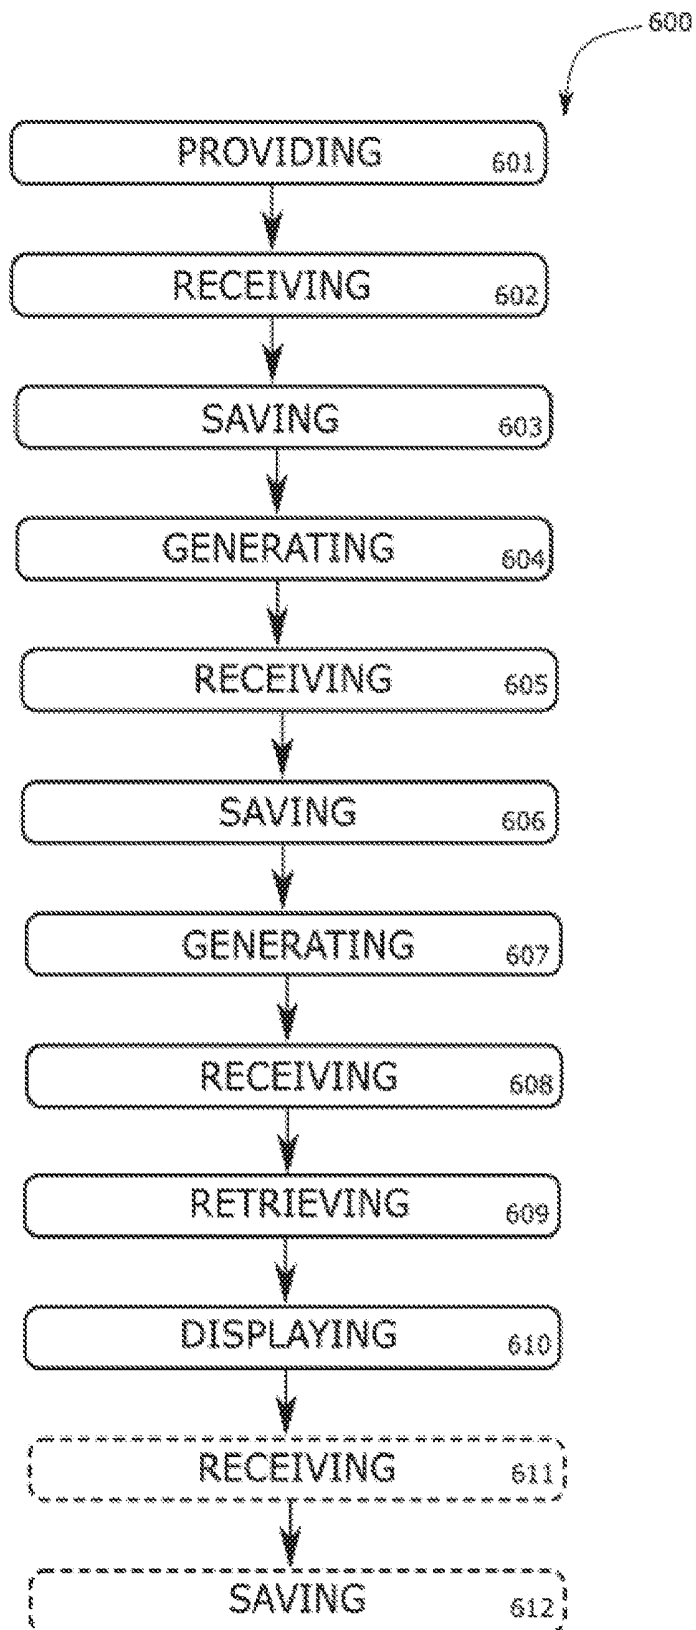 600
PROVIDING 601
RECEIVING 602
SAVING 603
GENERATING 604
RECEIVING 605
SAVING 606
GENERATING 607
RECEIVING 608
RETRIEVING 609
DISPLAYING 610
RECEIVING 611
SAVING 612